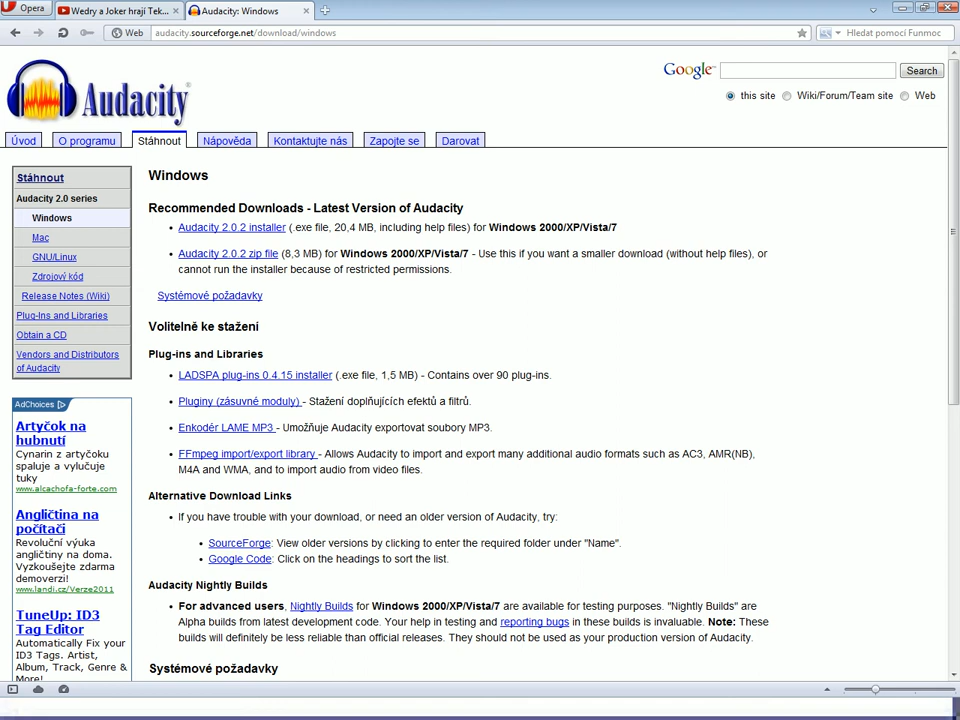 Opera
Wedry a Joker hrají Tek...
Audacity: Windows
Web
audacity.sourceforge.net/download/windows
Hledat pomocí Funmoc
Audacity
Google™
Search
this site
Wiki/Forum/Team site
Web
Úvod
O programu
Stáhnout
Nápověda
Kontaktujte nás
Zapojte se
Darovat
Stáhnout
Audacity 2.0 series
Windows
Mac
GNU/Linux
Zdrojový kód
Release Notes (Wiki)
Plug-Ins and Libraries
Obtain a CD
Vendors and Distributors
of Audacity
AdChoices
Artyčok na
hubnutí
Cynarin z artyčoku
spaluje a vylučuje
tuky
www.alcachofa-forte.com
Angličtina na
počítači
Revoluční výuka
angličtiny na doma.
Vyzkoušejte zdarma
demoverzi!
www.landi.cz/Verze2011
TuneUp: ID3
Tag Editor
Automatically Fix your
ID3 Tags. Artist,
Album, Track, Genre &
More!
Windows
Recommended Downloads - Latest Version of Audacity
• Audacity 2.0.2 installer (.exe file, 20,4 MB, including help files) for Windows 2000/XP/Vista/7
• Audacity 2.0.2 zip file (8,3 MB) for Windows 2000/XP/Vista/7 - Use this if you want a smaller download (without help files), or
cannot run the installer because of restricted permissions.
Systémové požadavky
Volitelně ke stažení
Plug-ins and Libraries
• LADSPA plug-ins 0.4.15 installer (.exe file, 1,5 MB) - Contains over 90 plug-ins.
• Pluginy (zásuvné moduly) - Stažení doplňujících efektů a filtrů.
• Enkodér LAME MP3 - Umožňuje Audacity exportovat soubory MP3.
• FFmpeg import/export library - Allows Audacity to import and export many additional audio formats such as AC3, AMR(NB),
M4A and WMA, and to import audio from video files.
Alternative Download Links
• If you have trouble with your download, or need an older version of Audacity, try:
• SourceForge: View older versions by clicking to enter the required folder under "Name".
• Google Code: Click on the headings to sort the list.
Audacity Nightly Builds
• For advanced users, Nightly Builds for Windows 2000/XP/Vista/7 are available for testing purposes. "Nightly Builds" are
Alpha builds from latest development code. Your help in testing and reporting bugs in these builds is invaluable. Note: These
builds will definitely be less reliable than official releases. They should not be used as your production version of Audacity.
Systémové požadavky